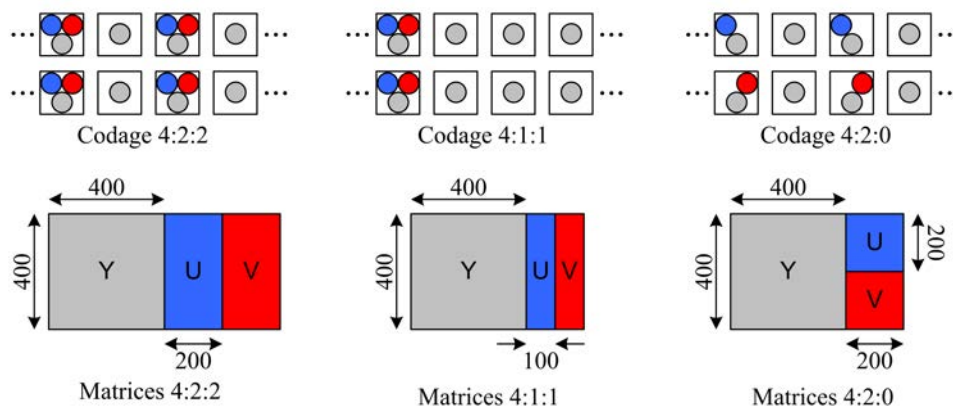 ... ... ... ... ... ...
... ... ... ... ... ...
Codage 4:2:2 Codage 4:1:1 Codage 4:2:0
400 400 400
400 Y U V 400 Y U V 400 Y U V 200
200 100 200
Matrices 4:2:2 Matrices 4:1:1 Matrices 4:2:0